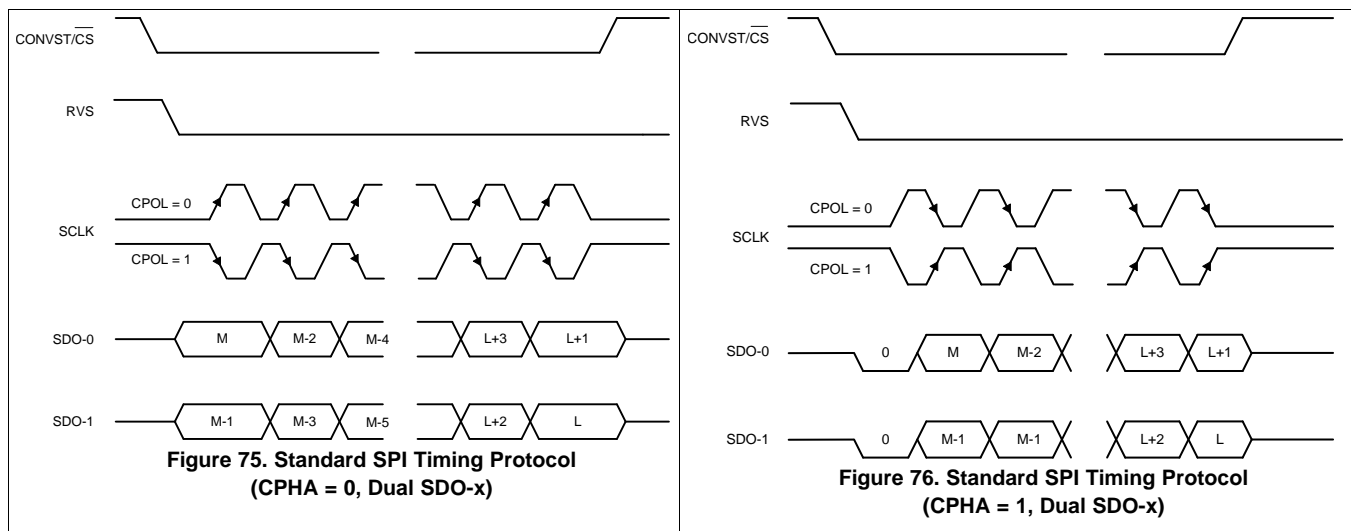 CONVST/CS
RVS
CPOL = 0
SCLK
CPOL = 1
SDO-0
M
M-2
M-4
L+3
L+1
SDO-1
M-1
M-3
M-5
L+2
L
Figure 75. Standard SPI Timing Protocol
(CPHA = 0, Dual SDO-x)
CONVST/CS
RVS
CPOL = 0
SCLK
CPOL = 1
SDO-0
0
M
M-2
L+3
L+1
SDO-1
0
M-1
M-1
L+2
L
Figure 76. Standard SPI Timing Protocol
(CPHA = 1, Dual SDO-x)